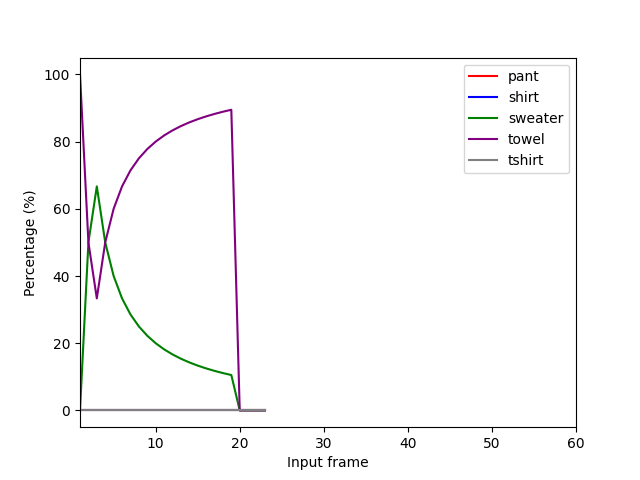 100
80
60
40
20
0
Percentage (%)
pant
shirt
sweater
towel
tshirt
10 20 30 40 50 60
Input frame